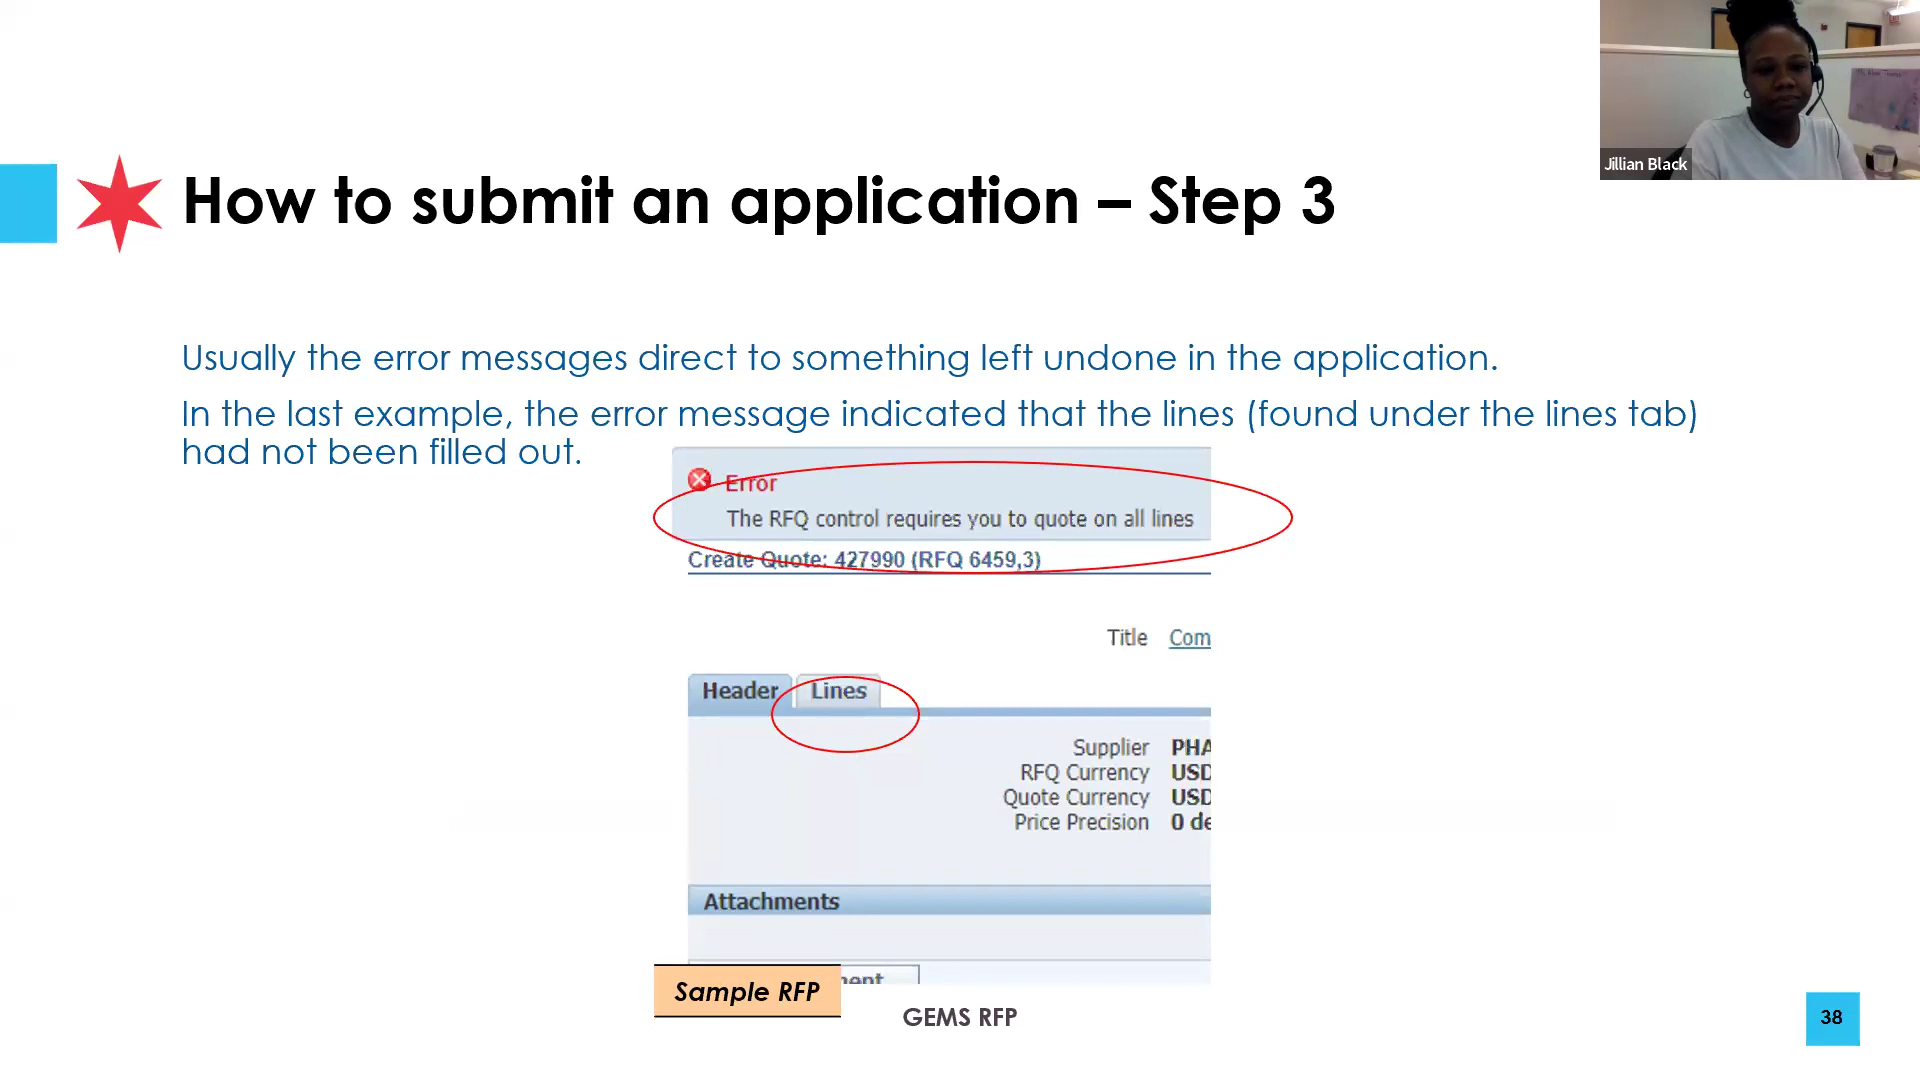 Jillian Black
How to submit an application – Step 3
Usually the error messages direct to something left undone in the application.
In the last example, the error message indicated that the lines (found under the lines tab)
had not been filled out.
Error
The RFQ control requires you to quote on all lines
Create Quote: 427990 (RFQ 6459,3)
Title Com
Header Lines
Supplier PHA
RFQ Currency USD
Quote Currency USD
Price Precision 0 de
Attachments
Sample RFP
GEMS RFP
38